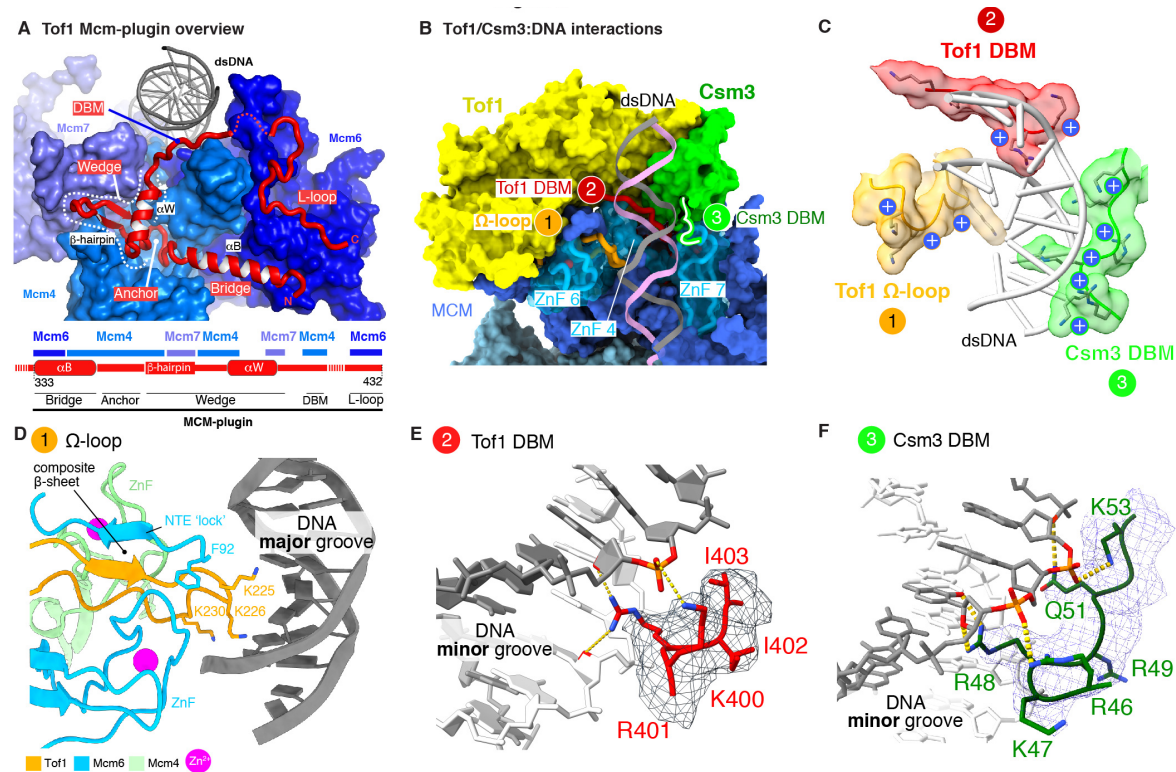 A Tof1 Mcm-plugin overview
dsDNA
DBM
Mcm7
Mcm6
Wedge
αW
L-loop
β-hairpin
αB
C
Mcm4
Anchor
Bridge
N
Mcm6 Mcm4 Mcm7 Mcm4 Mcm7 Mcm4 Mcm6
αB β-hairpin αW
333 432
Bridge Anchor Wedge DBM L-loop
MCM-plugin
B Tof1/Csm3:DNA interactions
Tof1
dsDNA
Csm3
Tof1 DBM 2
Ω-loop 1
3 Csm3 DBM
ZnF 6
ZnF 7
MCM
ZnF 4
C
2
Tof1 DBM
+
+
+
+
+
+
+
+
+
Tof1 Ω-loop
1
dsDNA
Csm3 DBM
3
D 1 Ω-loop
composite
β-sheet
ZnF
NTE 'lock'
F92
DNA
major groove
K225
K230 K226
ZnF
Tof1 Mcm6 Mcm4 Zn²⁺
E 2 Tof1 DBM
I403
DNA
minor groove
I402
K400
R401
F 3 Csm3 DBM
K53
Q51
R49
R48
R46
DNA
minor groove
K47